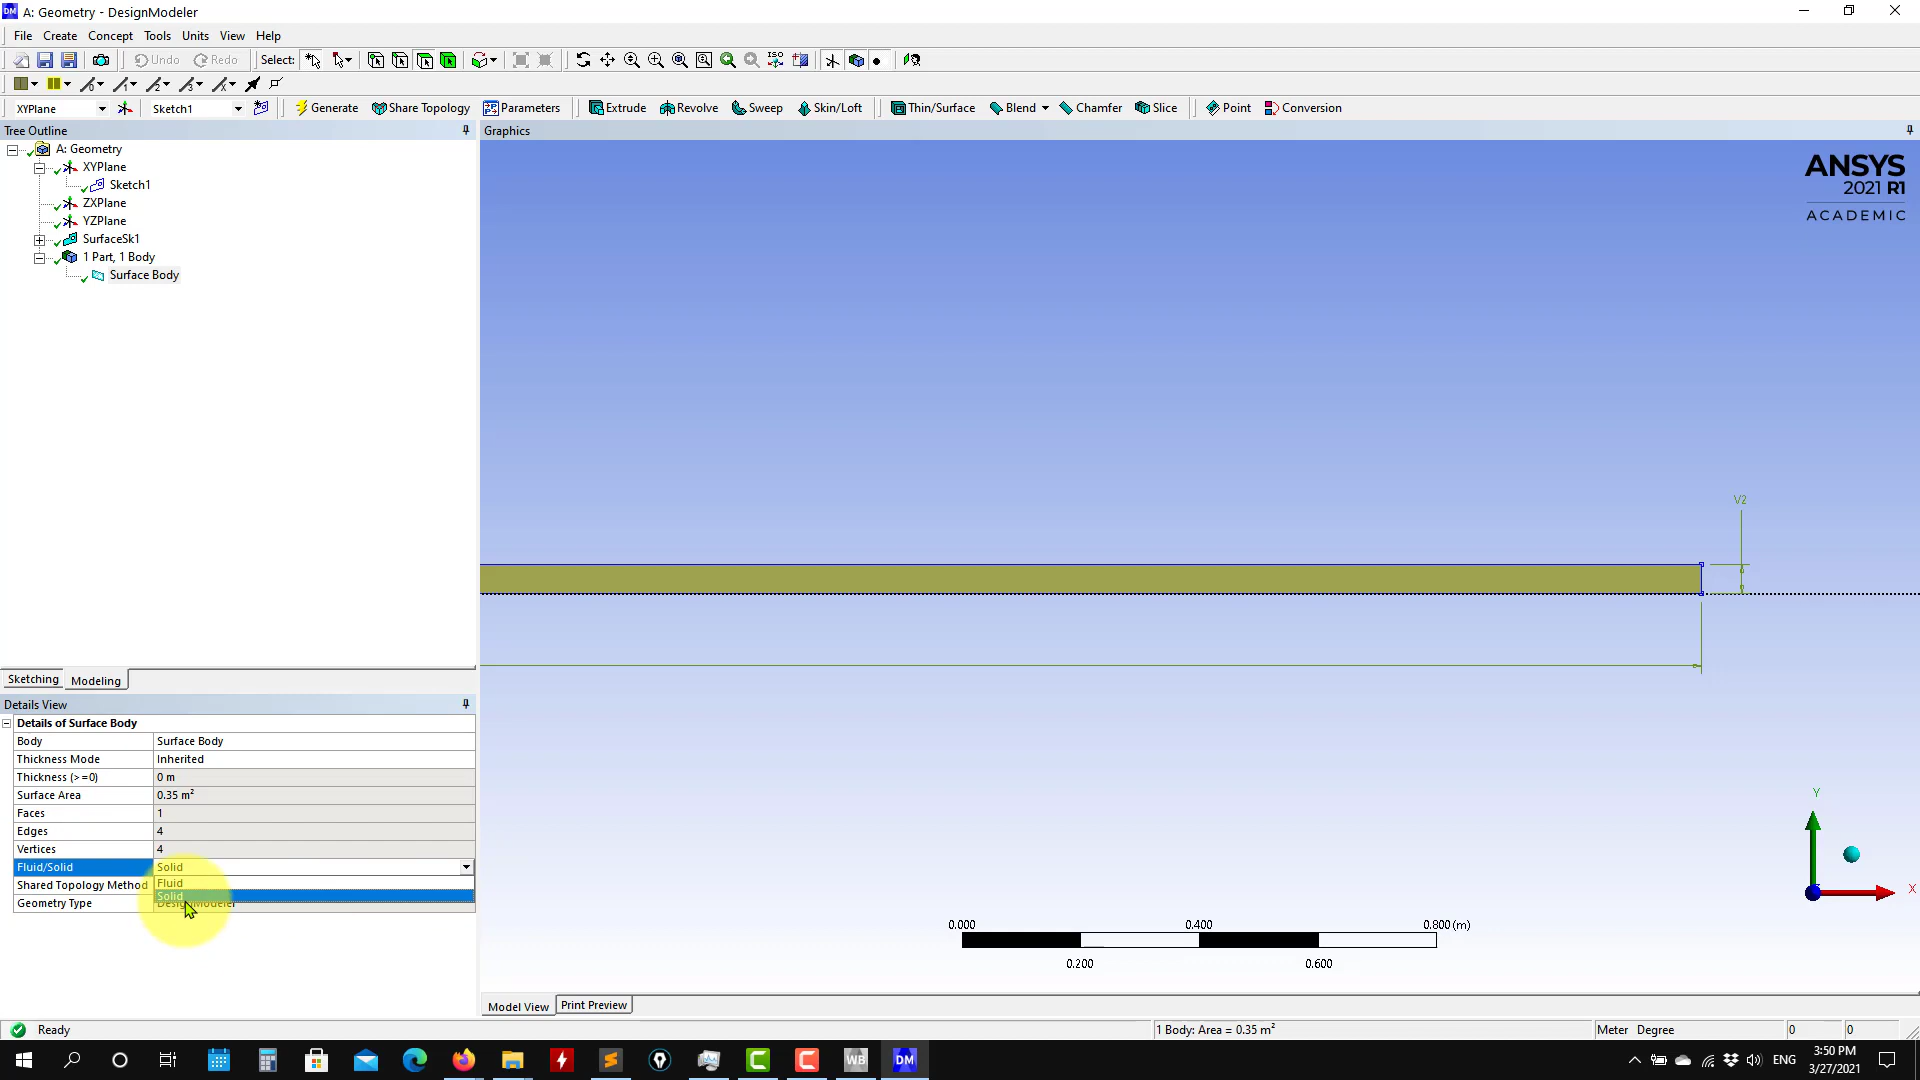 A: Geometry - DesignModeler
File Create Concept Tools Units View Help
Undo Redo Select:
XYPlane Sketch1 Generate Share Topology Parameters Extrude Revolve Sweep Skin/Loft Thin/Surface Blend Chamfer Slice Point Conversion
Tree Outline
A: Geometry
XYPlane
Sketch1
ZXPlane
YZPlane
SurfaceSk1
1 Part, 1 Body
Surface Body
Sketching Modeling
Details View
Details of Surface Body
Body Surface Body
Thickness Mode Inherited
Thickness (>=0) 0 m
Surface Area 0.35 m²
Faces 1
Edges 4
Vertices 4
Fluid/Solid Solid
Fluid
Shared Topology Method
Solid
Geometry Type DesignModeler
Graphics
ANSYS
2021 R1
ACADEMIC
V2
Y
X
0.000 0.400 0.800 (m)
0.200 0.600
Model View Print Preview
Ready 1 Body: Area = 0.35 m² Meter Degree 0 0
WB DM ENG 3:50 PM
3/27/2021